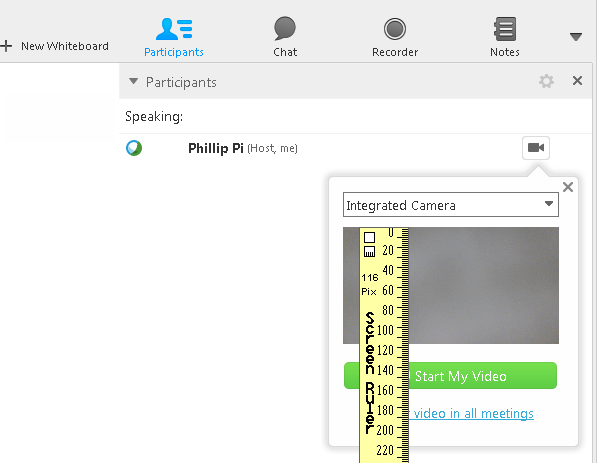 New Whiteboard
Participants
Chat
Recorder
Notes
Participants
Speaking:
Phillip Pi (Host, me)
Integrated Camera
0
20
40
116
Pix
60
80
100
120
140
160
180
200
220
Screen Ruler
Start My Video
video in all meetings